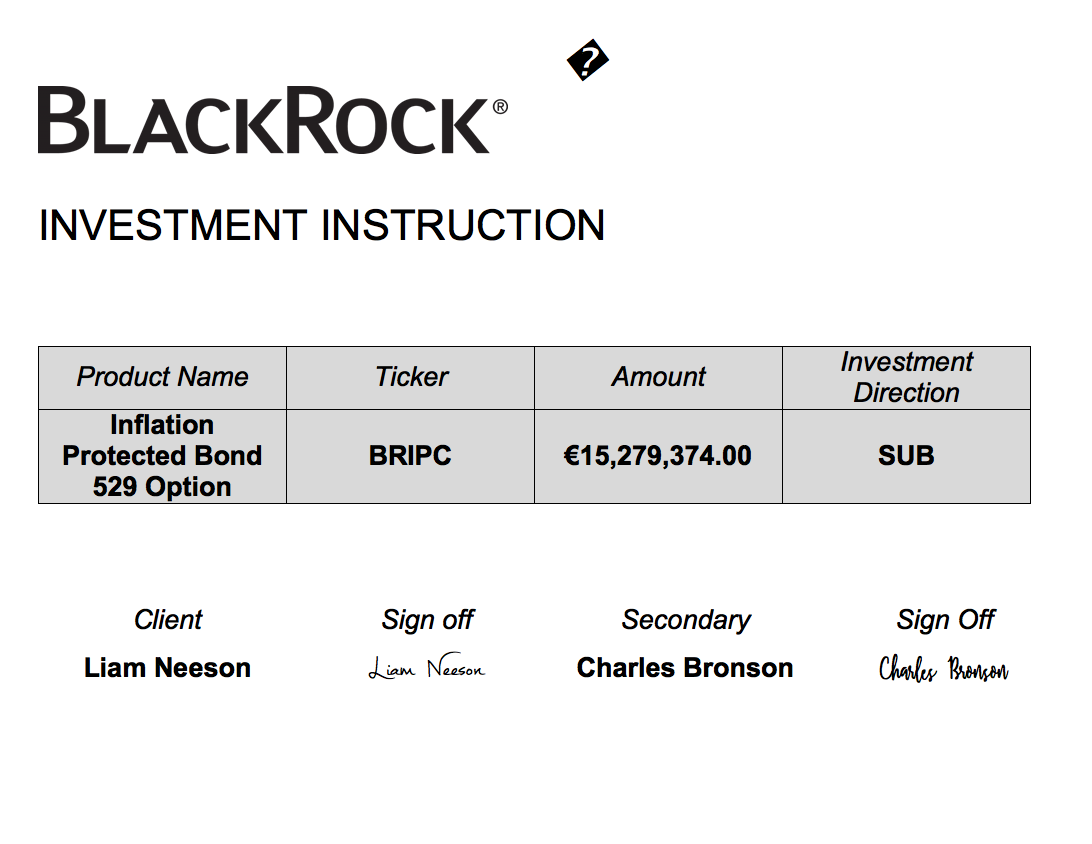 �
BLACKROCK®
INVESTMENT INSTRUCTION
Product Name Ticker Amount Investment Direction
Inflation Protected Bond 529 Option BRIPC €15,279,374.00 SUB
Client Sign off Secondary Sign Off
Liam Neeson Liam Neeson Charles Bronson Charles Bronson